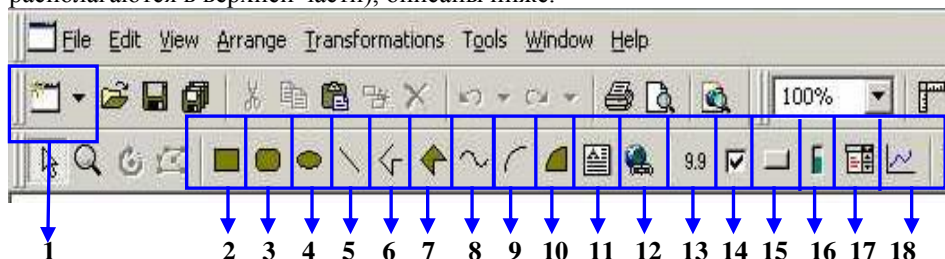 располагаются в верхней части), описаны ниже:
File Edit View Arrange Transformations Tools Window Help
100%
9.9
1 2 3 4 5 6 7 8 9 10 11 12 13 14 15 16 17 18